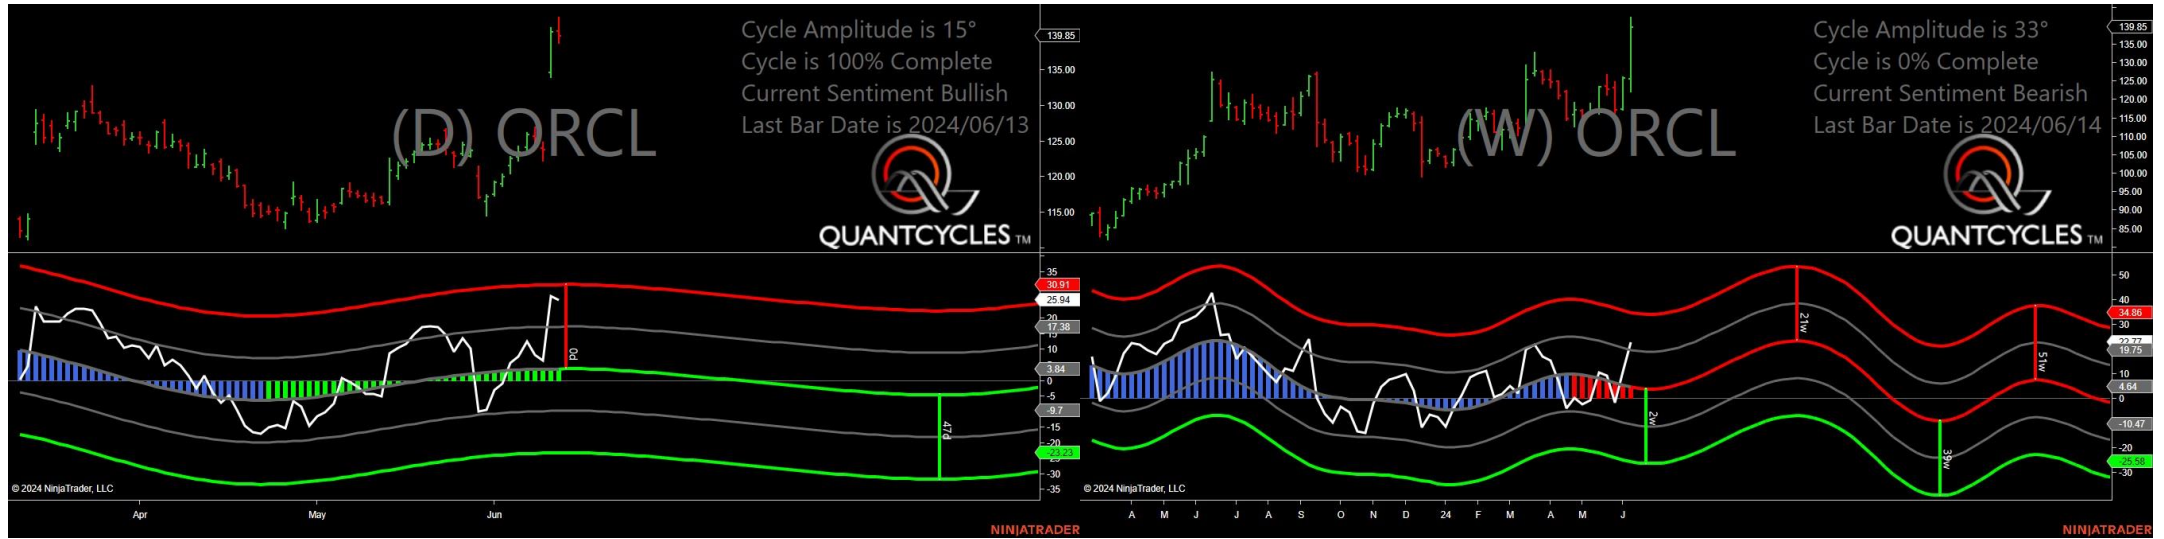 Cycle Amplitude is 15°
Cycle is 100% Complete
Current Sentiment Bullish
Last Bar Date is 2024/06/13
(D) ORCL
QUANTCYCLES TM
139.85
135.00
130.00
125.00
120.00
115.00
35
30.91
25.94
20
17.38
10
3.84
0
-5
-9.7
-15
-20
-23.23
-30
-35
0d
47d
© 2024 NinjaTrader, LLC
Apr May Jun
NINJATRADER
Cycle Amplitude is 33°
Cycle is 0% Complete
Current Sentiment Bearish
Last Bar Date is 2024/06/14
(W) ORCL
QUANTCYCLES TM
139.85
135.00
130.00
125.00
120.00
115.00
110.00
105.00
100.00
95.00
90.00
85.00
50
40
34.86
30
22.77
19.75
10
4.64
0
-10.47
-20
-25.58
-30
2w
21w
39w
51w
© 2024 NinjaTrader, LLC
A M J J A S O N D 24 F M A M J
NINJATRADER